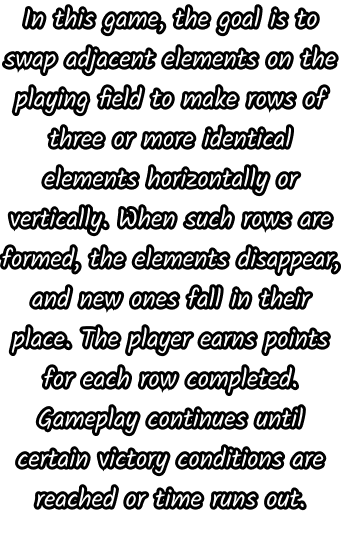 In this game, the goal is to
swap adjacent elements on the
playing field to make rows of
three or more identical
elements horizontally or
vertically. When such rows are
formed, the elements disappear,
and new ones fall in their
place. The player earns points
for each row completed.
Gameplay continues until
certain victory conditions are
reached or time runs out.